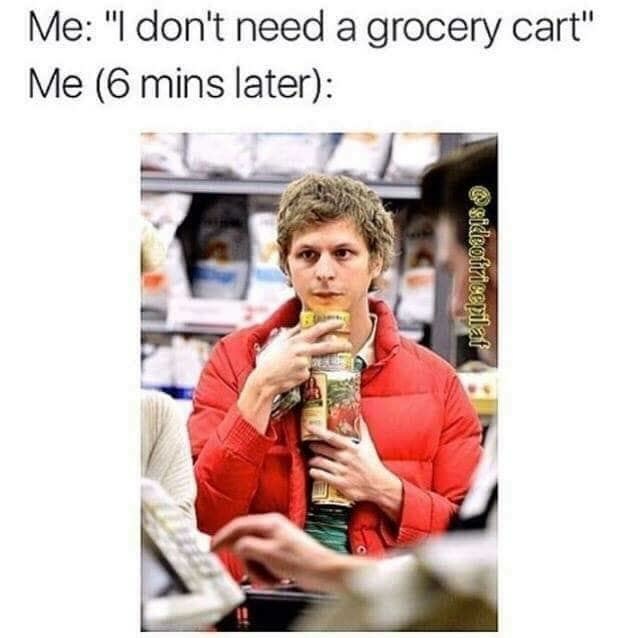 Me: "I don't need a grocery cart"
Me (6 mins later):
@sideofricepilaf